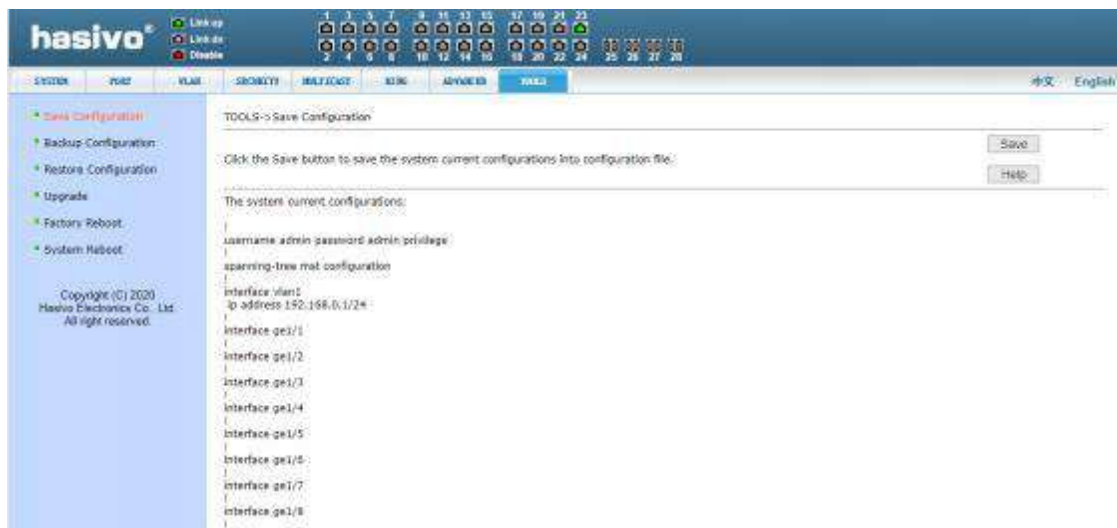 hasivo®
Link up
Link dn
Disable
1 3 5 7 9 11 13 15 17 19 21 23
2 4 6 8 10 12 14 16 18 20 22 24 25 26 27 28
SYSTEM PORT VLAN SECURITY MULTICAST RING ADVANCED TOOLS 中文 English
Save Configuration
Backup Configuration
Restore Configuration
Upgrade
Factory Reboot
System Reboot
Copyright (C) 2020
Hasivo Electronics Co., Ltd.
All right reserved.
TOOLS->Save Configuration
Click the Save button to save the system current configurations into configuration file.
Save
Help
The system current configurations:
!
username admin password admin privilege
!
spanning-tree mst configuration
!
interface vlan1
ip address 192.168.0.1/24
!
interface ge1/1
!
interface ge1/2
!
interface ge1/3
!
interface ge1/4
!
interface ge1/5
!
interface ge1/6
!
interface ge1/7
!
interface ge1/8
!